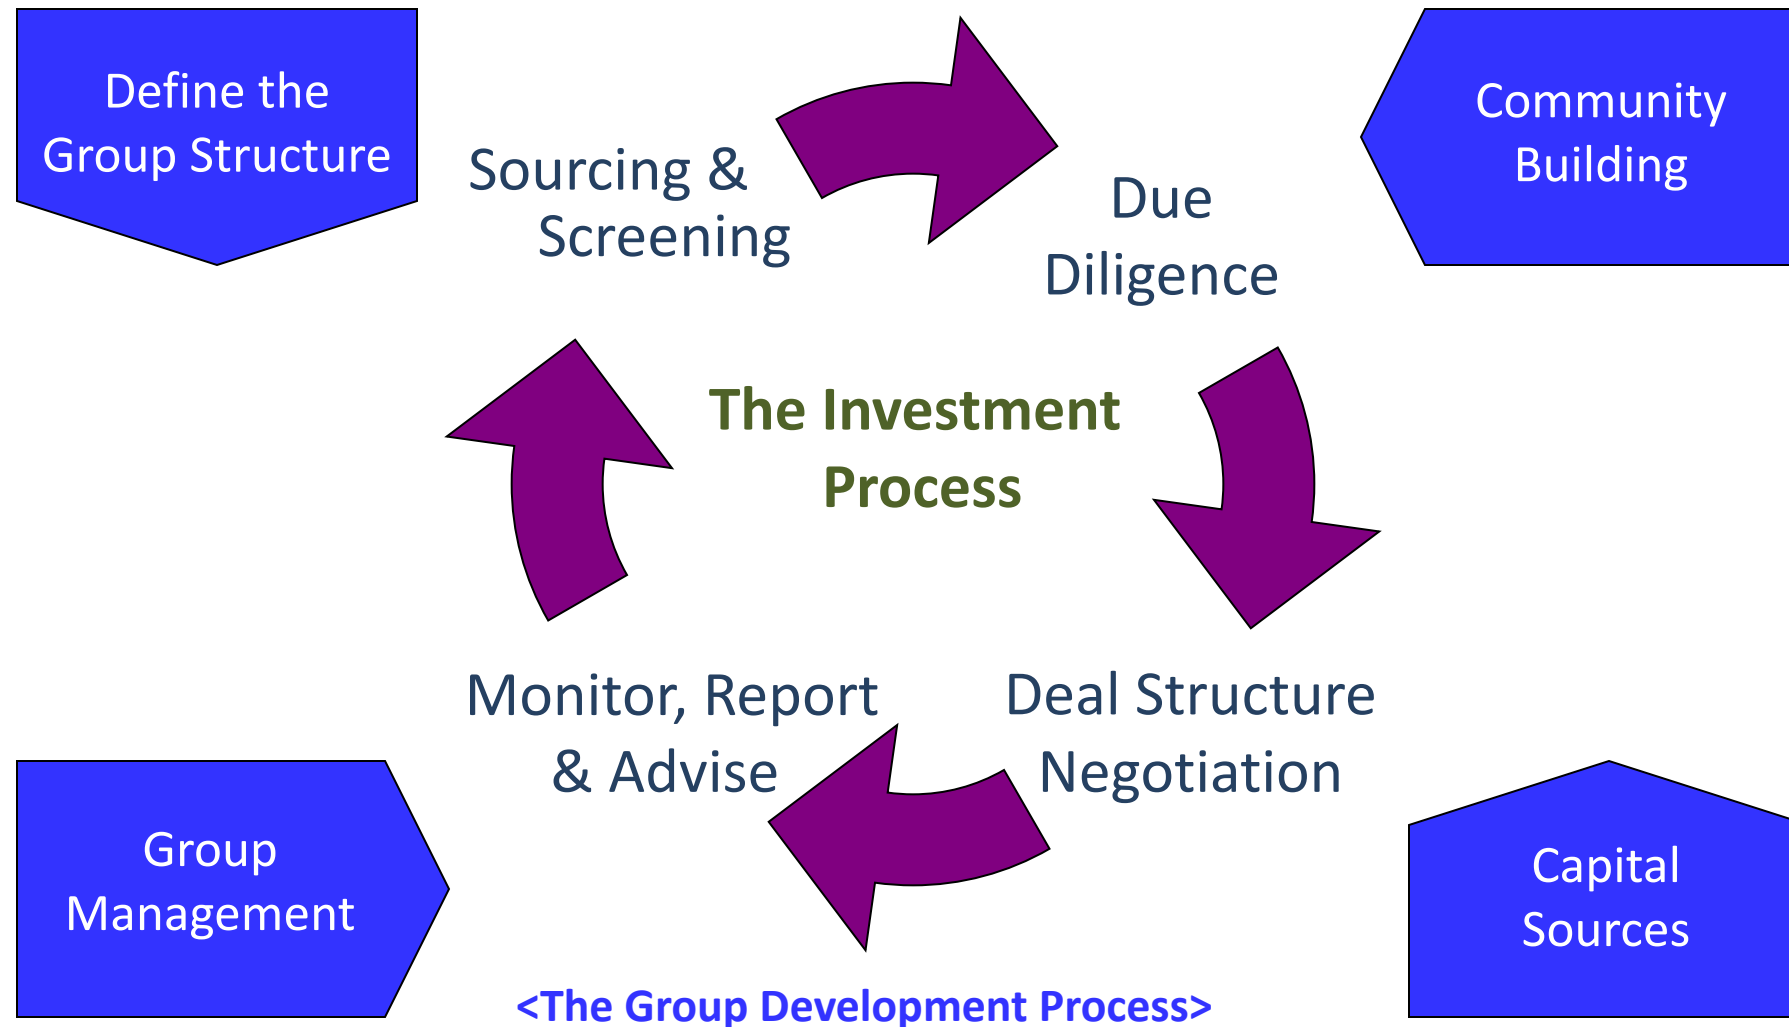 Define the
Group Structure
Sourcing &
Screening
Due
Diligence
Community
Building
The Investment
Process
Monitor, Report
& Advise
Deal Structure
Negotiation
Group
Management
Capital
Sources
<The Group Development Process>